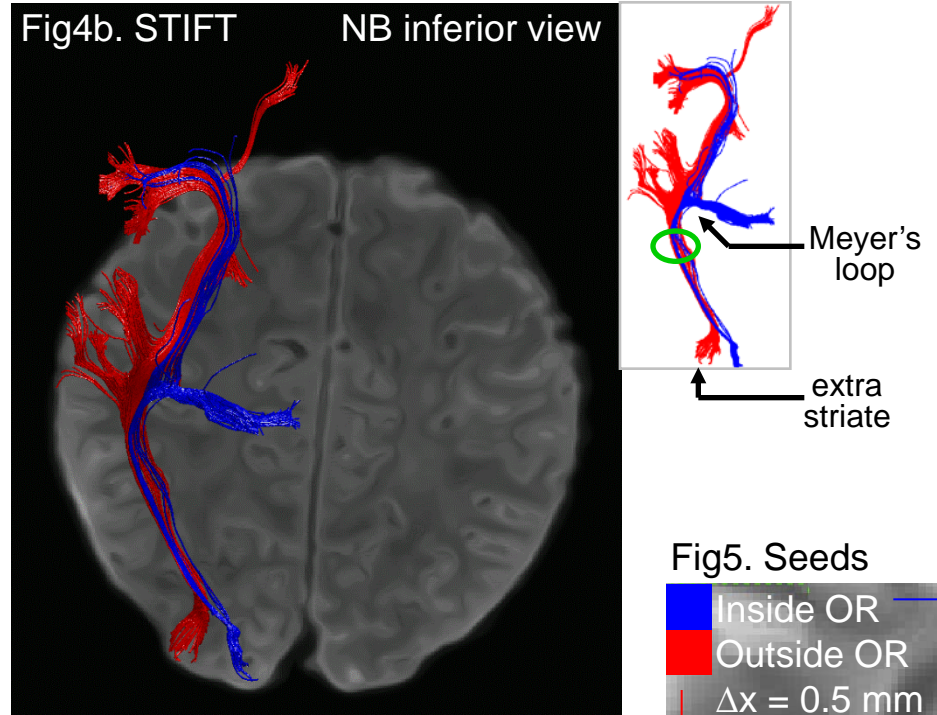 Fig4b. STIFT
NB inferior view
Meyer's
loop
extra
striate
Fig5. Seeds
Inside OR
Outside OR
Δx = 0.5 mm